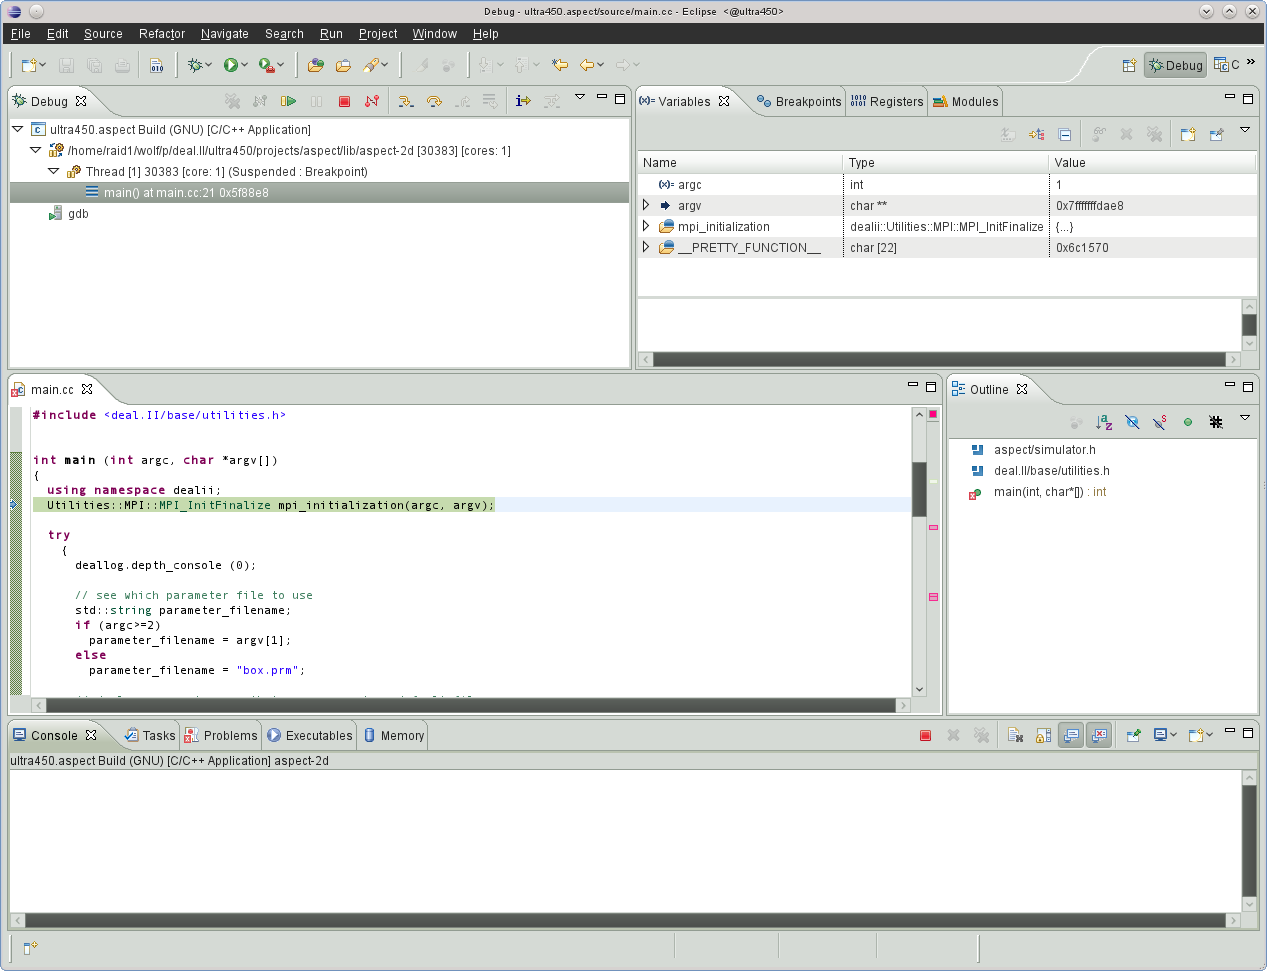 Debug - ultra450.aspect/source/main.cc - Eclipse <@ultra450>
File Edit Source Refactor Navigate Search Run Project Window Help
010
Debug C »
Debug
ultra450.aspect Build (GNU) [C/C++ Application]
/home/raid1/wolf/p/deal.II/ultra450/projects/aspect/lib/aspect-2d [30383] [cores: 1]
Thread [1] 30383 [core: 1] (Suspended : Breakpoint)
main() at main.cc:21 0x5f88e8
gdb
(x)= Variables Breakpoints 1010 0101 Registers Modules
Name Type Value
(x)= argc int 1
argv char ** 0x7fffffffdae8
mpi_initialization dealii::Utilities::MPI::MPI_InitFinalize {...}
__PRETTY_FUNCTION__ char [22] 0x6c1570
main.cc
#include <deal.II/base/utilities.h>
int main (int argc, char *argv[])
{
using namespace dealii;
Utilities::MPI::MPI_InitFinalize mpi_initialization(argc, argv);
try
{
deallog.depth_console (0);
// see which parameter file to use
std::string parameter_filename;
if (argc>=2)
parameter_filename = argv[1];
else
parameter_filename = "box.prm";
Outline
aspect/simulator.h
deal.II/base/utilities.h
main(int, char*[]) : int
Console Tasks Problems Executables Memory
ultra450.aspect Build (GNU) [C/C++ Application] aspect-2d